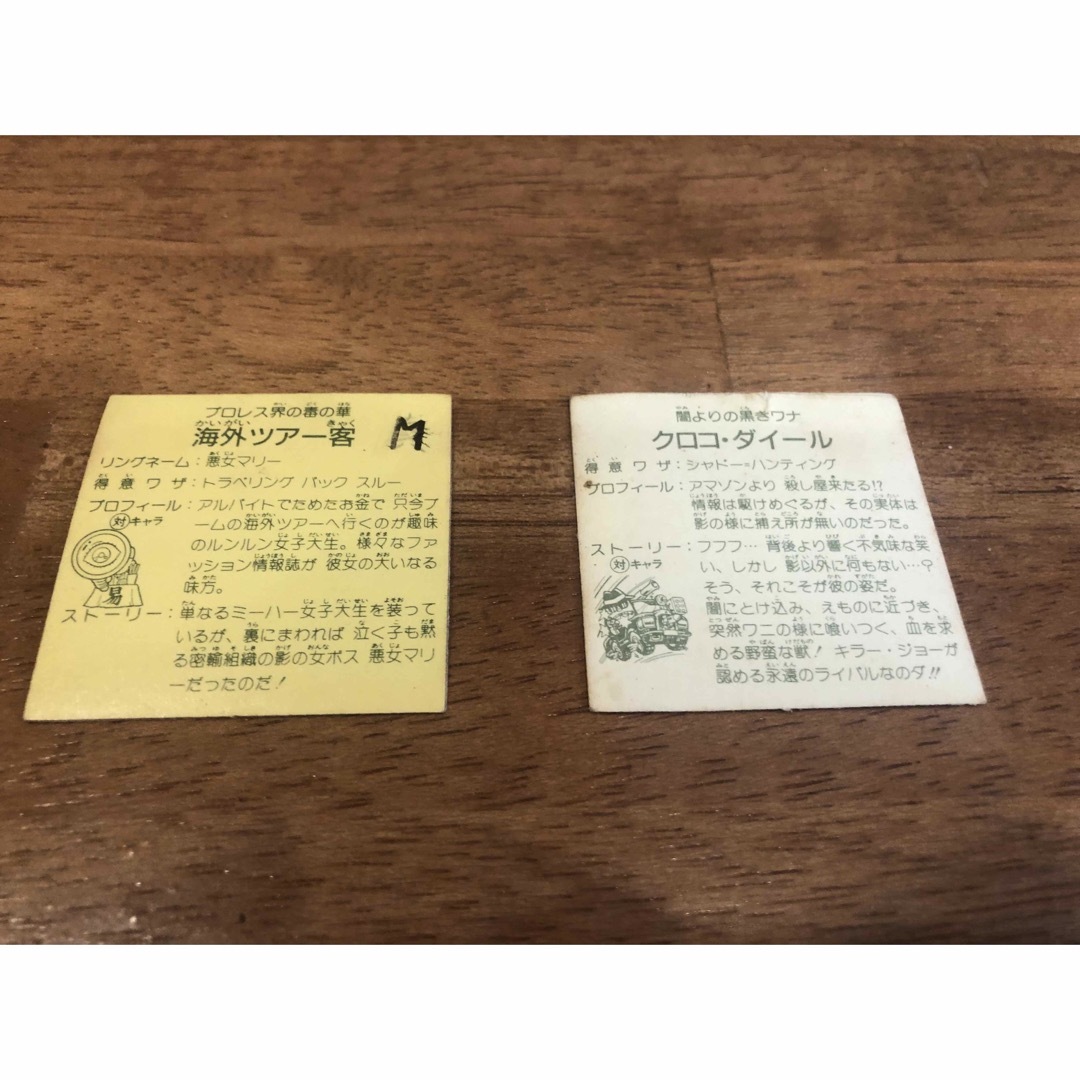 プロレス界の毒の華
海外ツアー客 M
リングネーム：悪女マリー
得意ワザ：トラベリング バック スルー
プロフィール：アルバイトでためたお金で 只今ブ
ームの海外ツアーへ行くのが趣味
のルンルン女子大生。様々なファ
ッション情報誌が 彼女の大いなる
味方。
対キャラ
易
ストーリー：単なるミーハー女子大生を装って
いるが、裏にまわれば 泣く子も黙
る密輸組織の影の女ボス 悪女マリ
ーだったのだ！
闇よりの黒きワナ
クロコ・ダイール
得意ワザ：シャドー＝ハンティング
プロフィール：アマゾンより 殺し屋来たる!?
情報は駆けめぐるが、その実体は
影の様に捕え所が無いのだった。
ストーリー：フフフ… 背後より響く不気味な笑
い、しかし 影以外に何もない…?
そう、それこそが彼の姿だ。
闇にとけ込み、えものに近づき、
突然ワニの様に喰いつく、血を求
める野蛮な獣！ キラー・ジョーが
認める永遠のライバルなのダ!!
対キャラ